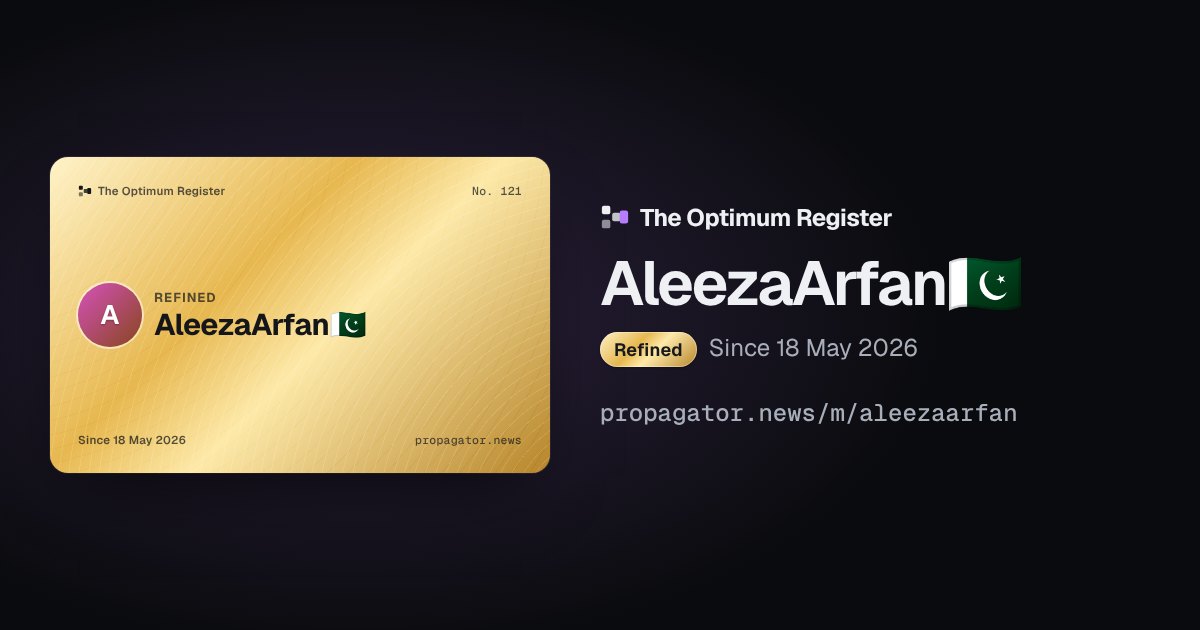 The Optimum Register
No. 121
A
REFINED
AleezaArfan🇵🇰
Since 18 May 2026
propagator.news
The Optimum Register
AleezaArfan🇵🇰
Refined
Since 18 May 2026
propagator.news/m/aleezaarfan